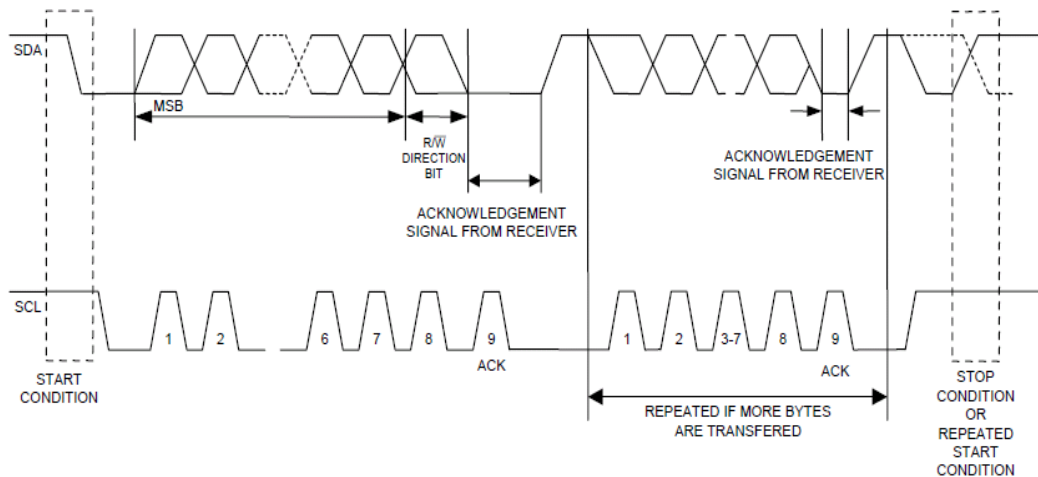 SDA
MSB
R/W̅
DIRECTION
BIT
ACKNOWLEDGEMENT
SIGNAL FROM RECEIVER
ACKNOWLEDGEMENT
SIGNAL FROM RECEIVER
SCL
1 2 6 7 8 9 1 2 3-7 8 9
ACK ACK
START
CONDITION
REPEATED IF MORE BYTES
ARE TRANSFERED
STOP
CONDITION
OR
REPEATED
START
CONDITION